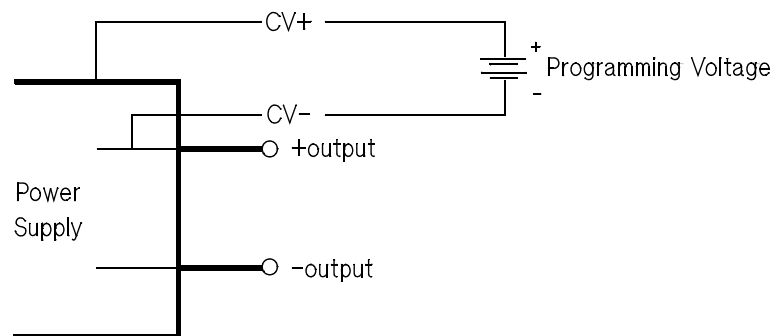 CV+
+
Programming Voltage
-
CV-
+output
Power
Supply
-output